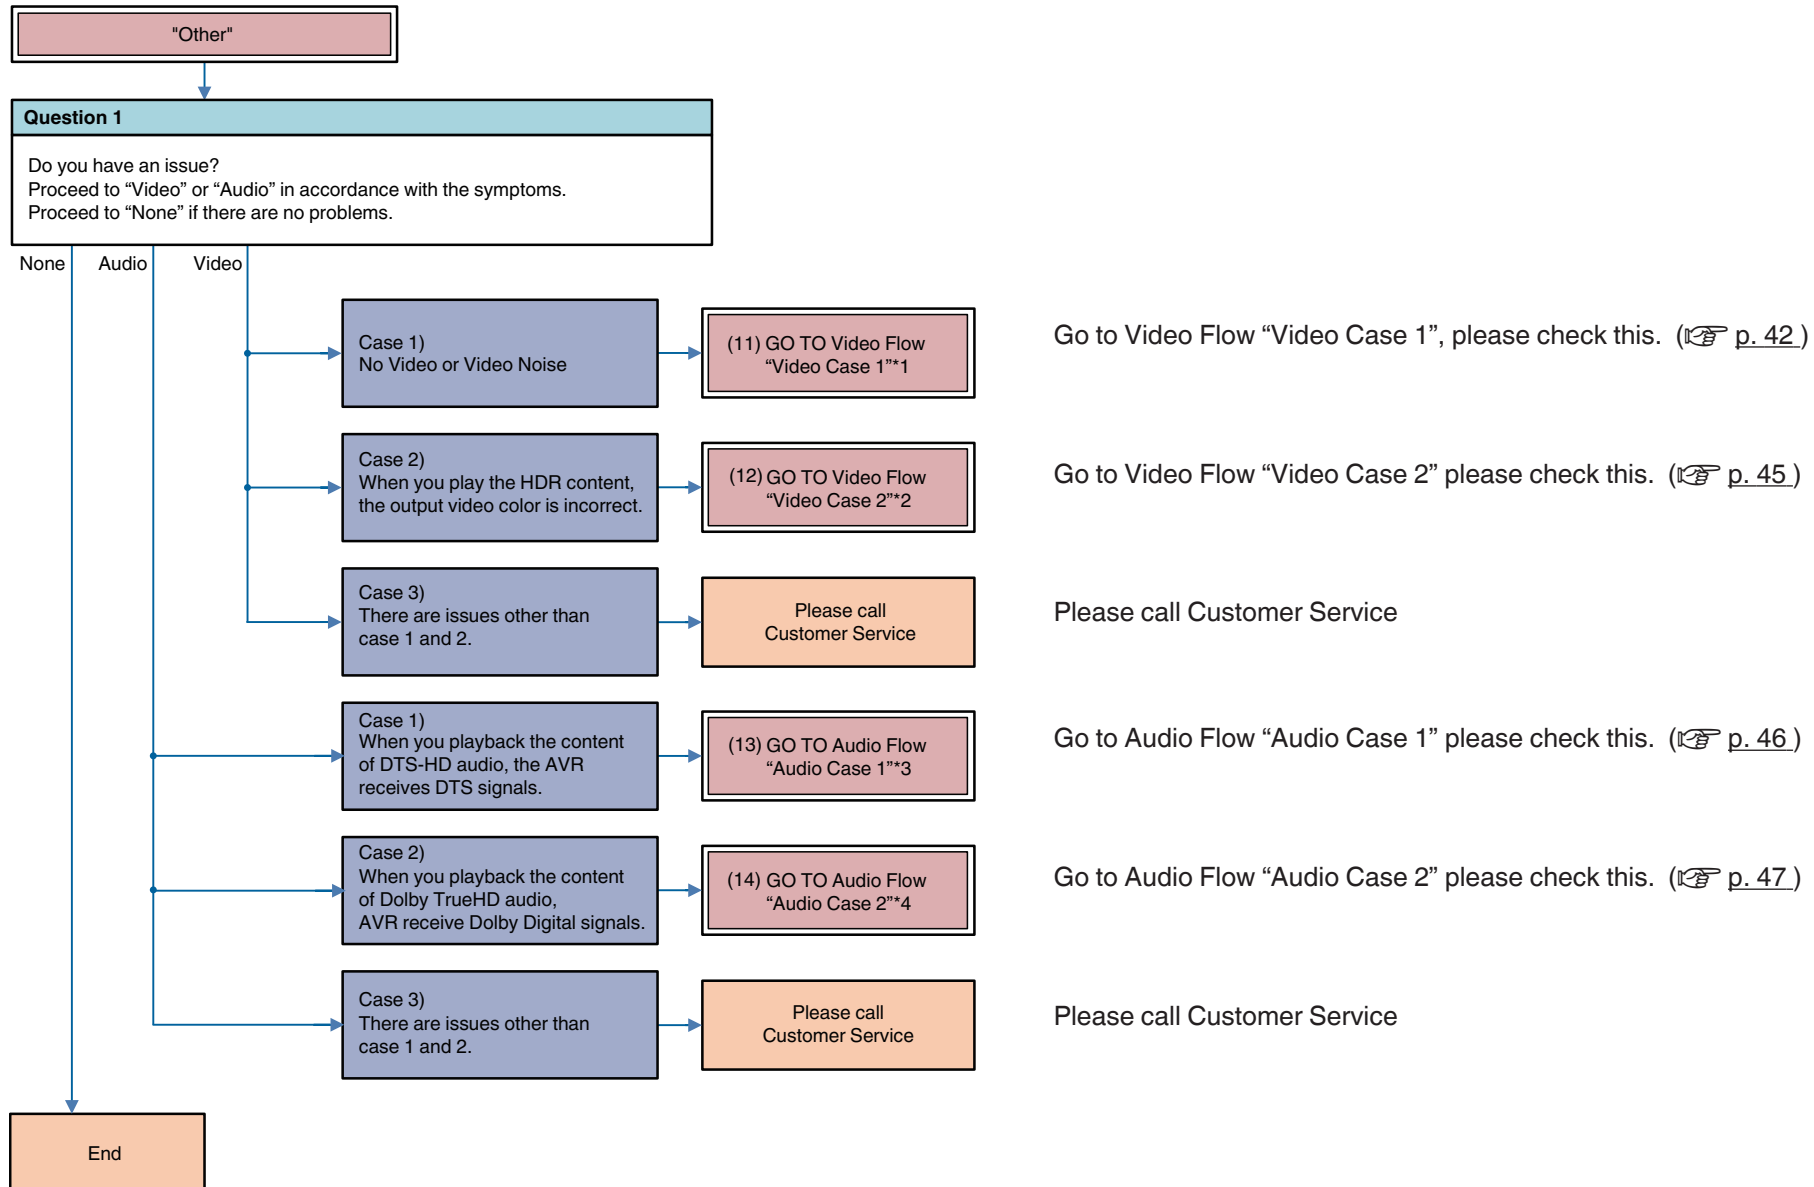 "Other"
Question 1
Do you have an issue?
Proceed to “Video” or “Audio” in accordance with the symptoms.
Proceed to “None” if there are no problems.
None Audio Video
Case 1)
No Video or Video Noise
(11) GO TO Video Flow
“Video Case 1”*1
Go to Video Flow “Video Case 1”, please check this. (☞ p. 42 )
Case 2)
When you play the HDR content,
the output video color is incorrect.
(12) GO TO Video Flow
“Video Case 2”*2
Go to Video Flow “Video Case 2” please check this. (☞ p. 45 )
Case 3)
There are issues other than
case 1 and 2.
Please call
Customer Service
Please call Customer Service
Case 1)
When you playback the content
of DTS-HD audio, the AVR
receives DTS signals.
(13) GO TO Audio Flow
“Audio Case 1”*3
Go to Audio Flow “Audio Case 1” please check this. (☞ p. 46 )
Case 2)
When you playback the content
of Dolby TrueHD audio,
AVR receive Dolby Digital signals.
(14) GO TO Audio Flow
“Audio Case 2”*4
Go to Audio Flow “Audio Case 2” please check this. (☞ p. 47 )
Case 3)
There are issues other than
case 1 and 2.
Please call
Customer Service
Please call Customer Service
End